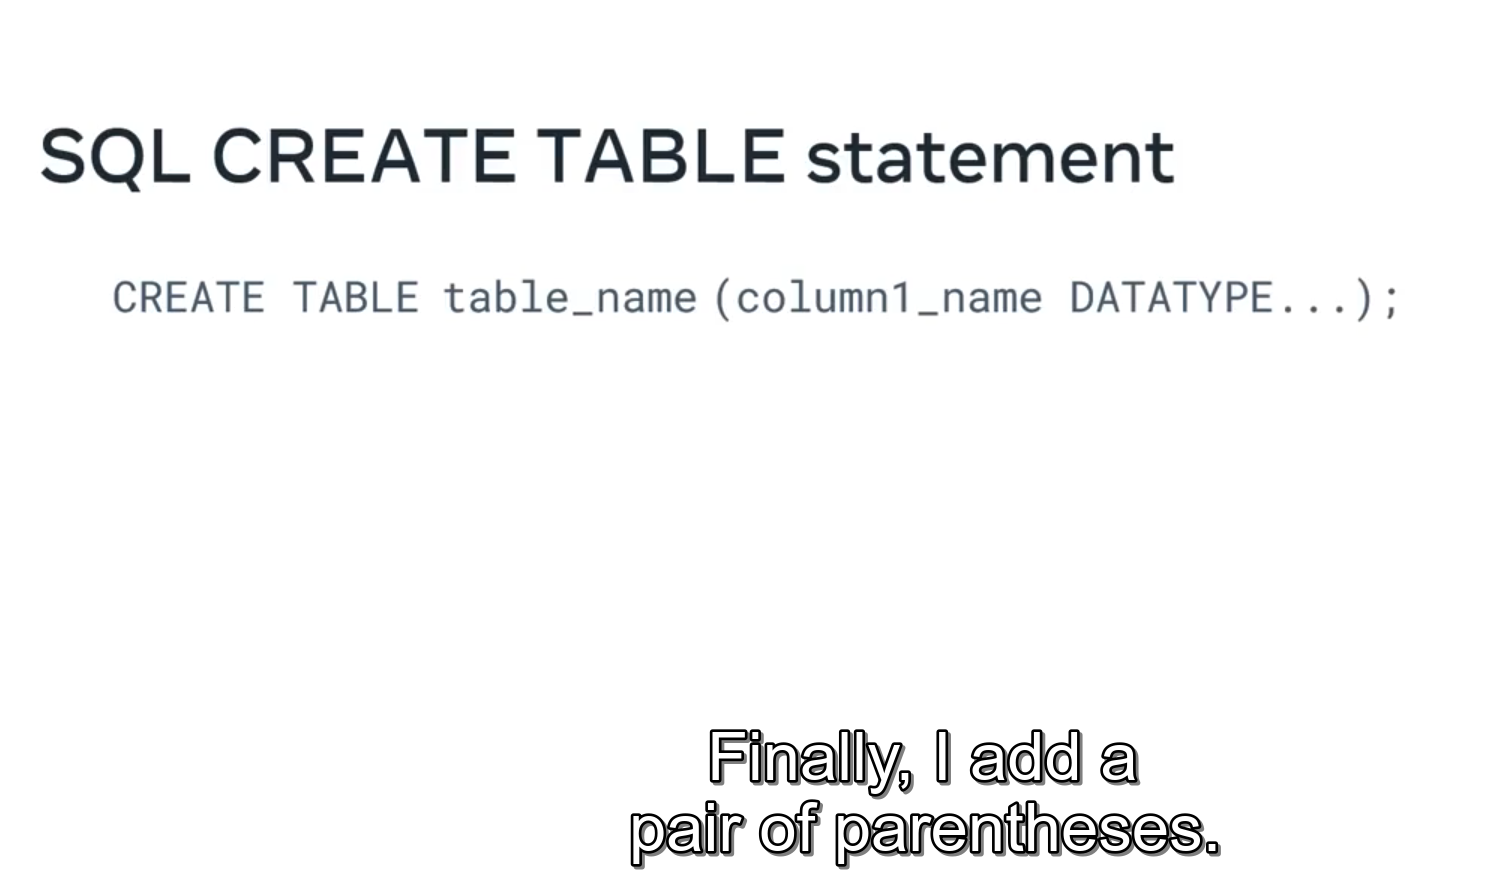 SQL CREATE TABLE statement
CREATE TABLE table_name (column1_name DATATYPE...);
Finally, I add a
pair of parentheses.